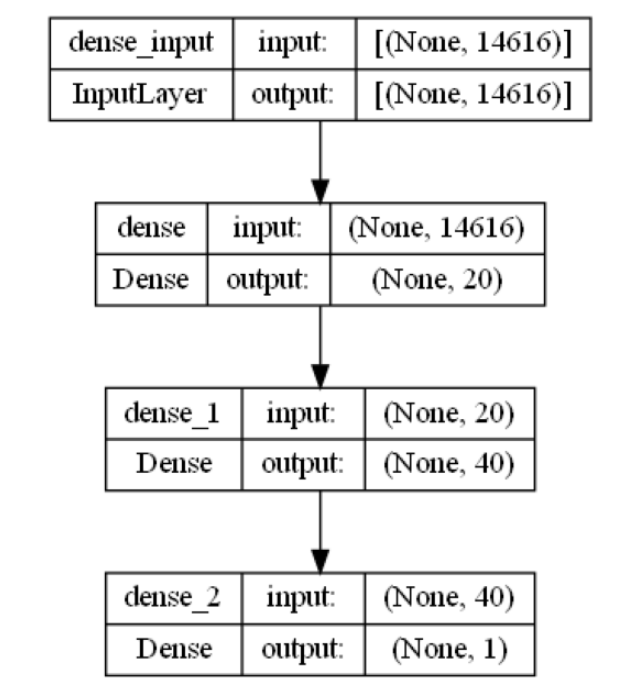 dense_input input: [(None, 14616)]
InputLayer output: [(None, 14616)]
dense input: (None, 14616)
Dense output: (None, 20)
dense_1 input: (None, 20)
Dense output: (None, 40)
dense_2 input: (None, 40)
Dense output: (None, 1)